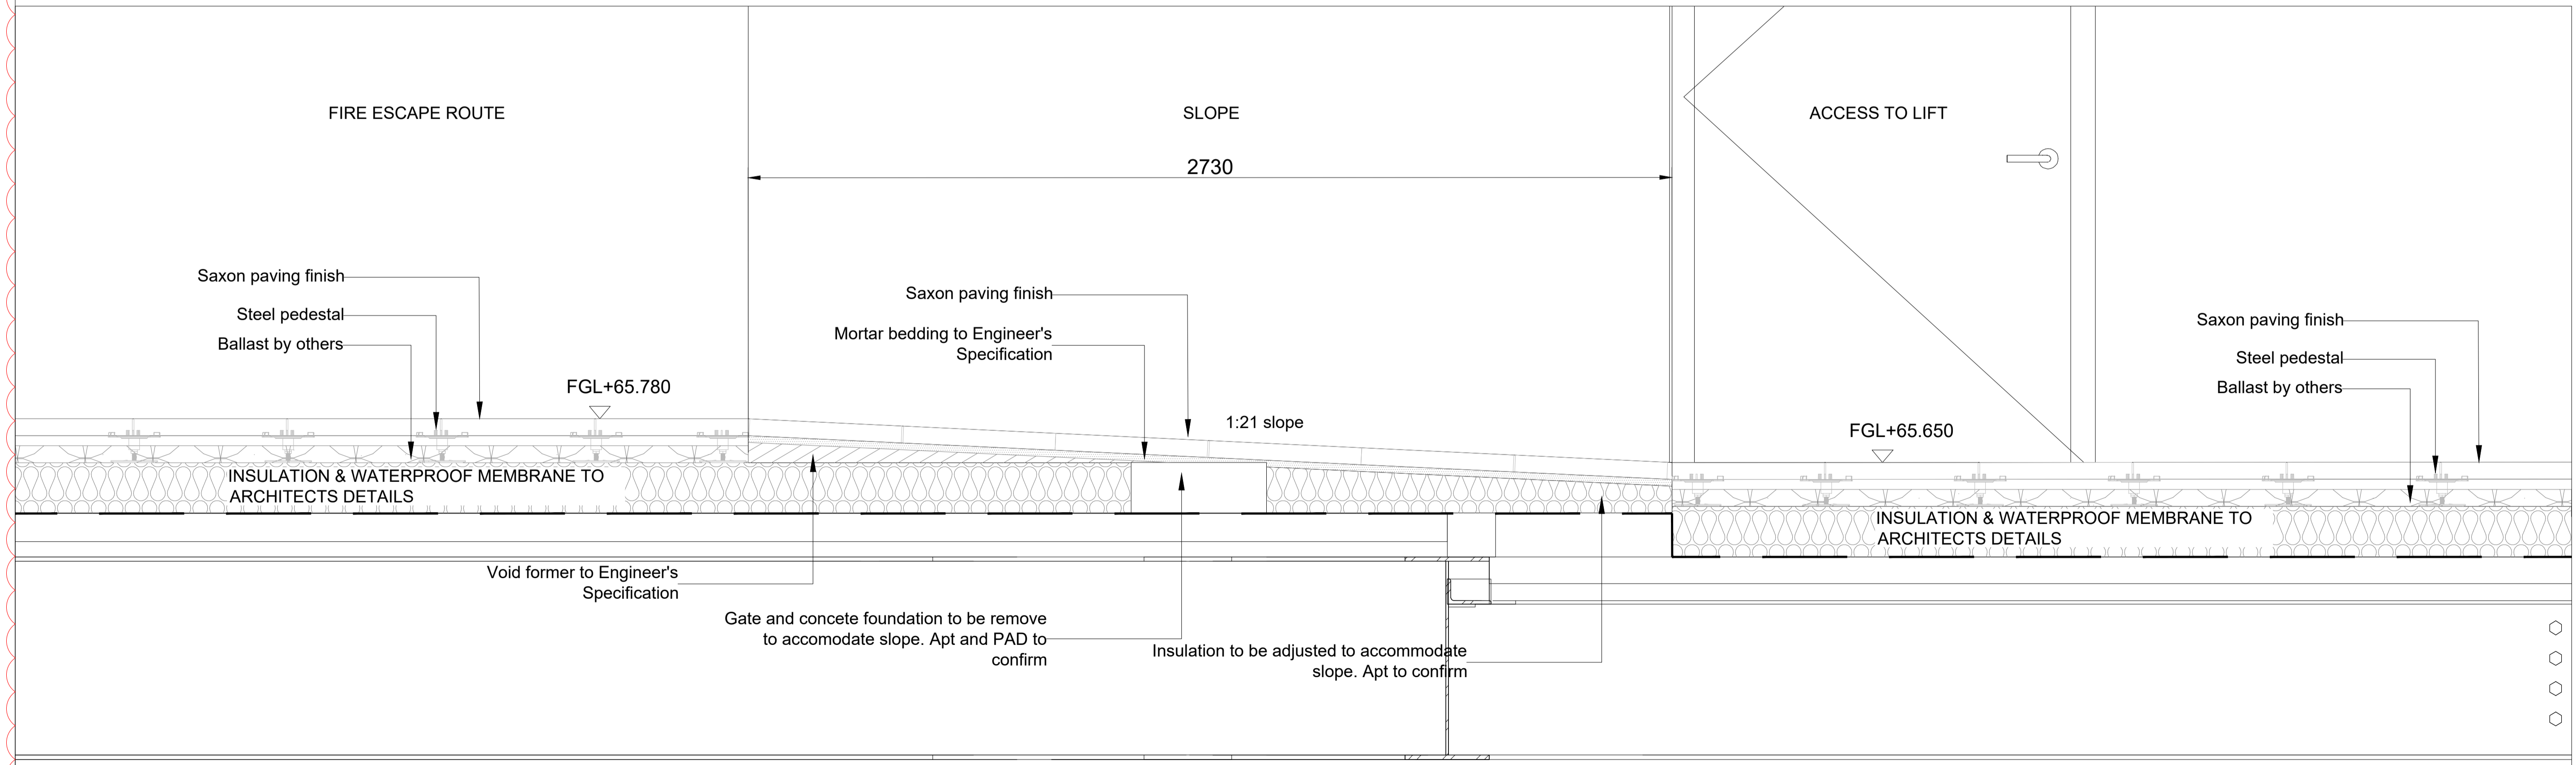 FIRE ESCAPE ROUTE
SLOPE
ACCESS TO LIFT
2730
Saxon paving finish
Steel pedestal
Ballast by others
FGL+65.780
Saxon paving finish
Mortar bedding to Engineer's
Specification
1:21 slope
FGL+65.650
Saxon paving finish
Steel pedestal
Ballast by others
INSULATION & WATERPROOF MEMBRANE TO
ARCHITECTS DETAILS
INSULATION & WATERPROOF MEMBRANE TO
ARCHITECTS DETAILS
Void former to Engineer's
Specification
Gate and concete foundation to be remove
to accomodate slope. Apt and PAD to
confirm
Insulation to be adjusted to accommodate
slope. Apt to confirm